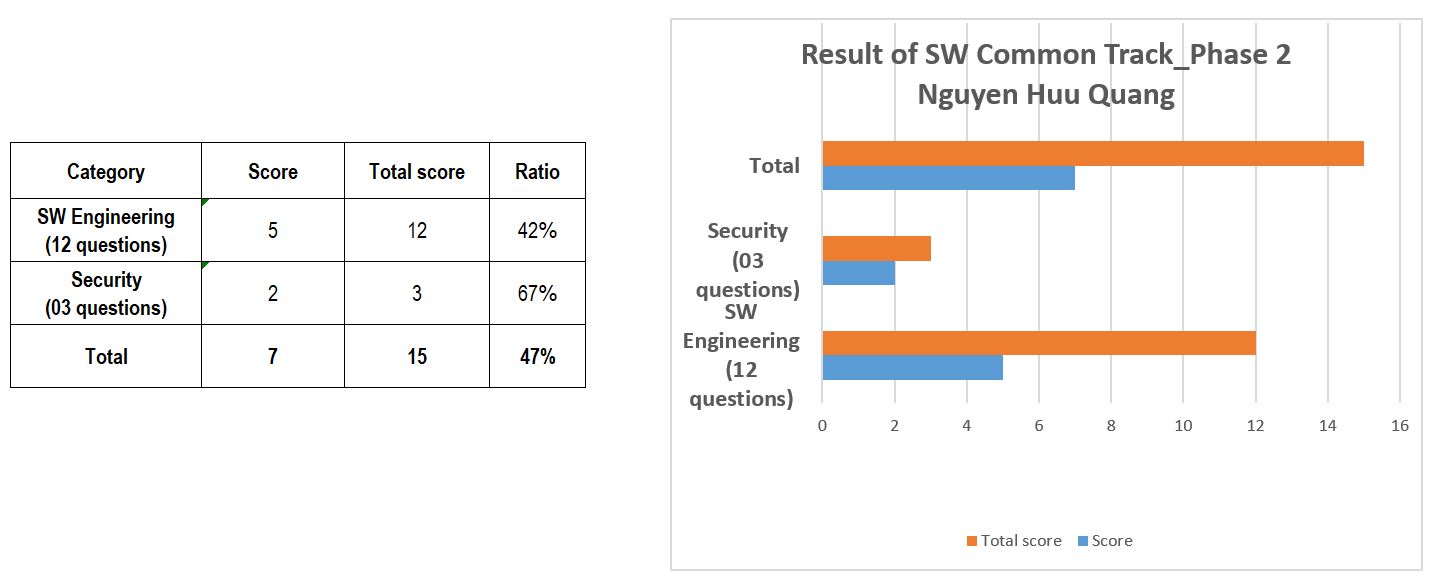 Category Score Total score Ratio
SW Engineering
(12 questions) 5 12 42%
Security
(03 questions) 2 3 67%
Total 7 15 47%
Result of SW Common Track_Phase 2
Nguyen Huu Quang
Total
Security
(03
questions)
SW
Engineering
(12
questions)
0 2 4 6 8 10 12 14 16
Total score Score